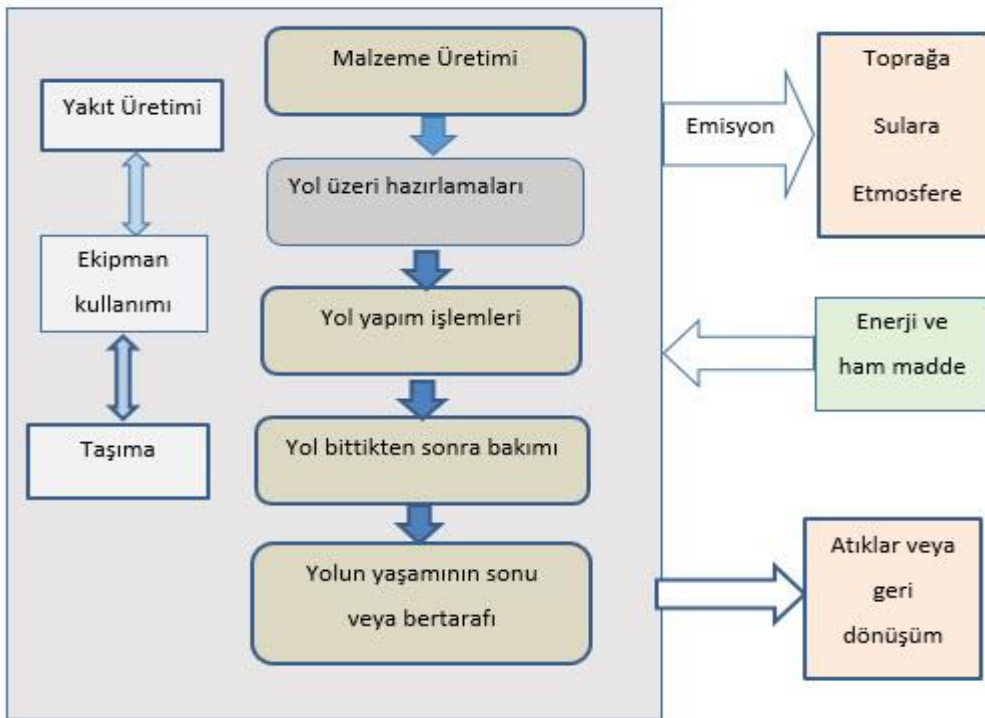 Malzeme Üretimi
Yakıt Üretimi
Yol üzeri hazırlamaları
Ekipman
kullanımı
Yol yapım işlemleri
Taşıma
Yol bittikten sonra bakımı
Yolun yaşamının sonu
veya bertarafı
Emisyon
Toprağa
Sulara
Etmosfere
Enerji ve
ham madde
Atıklar veya
geri
dönüşüm